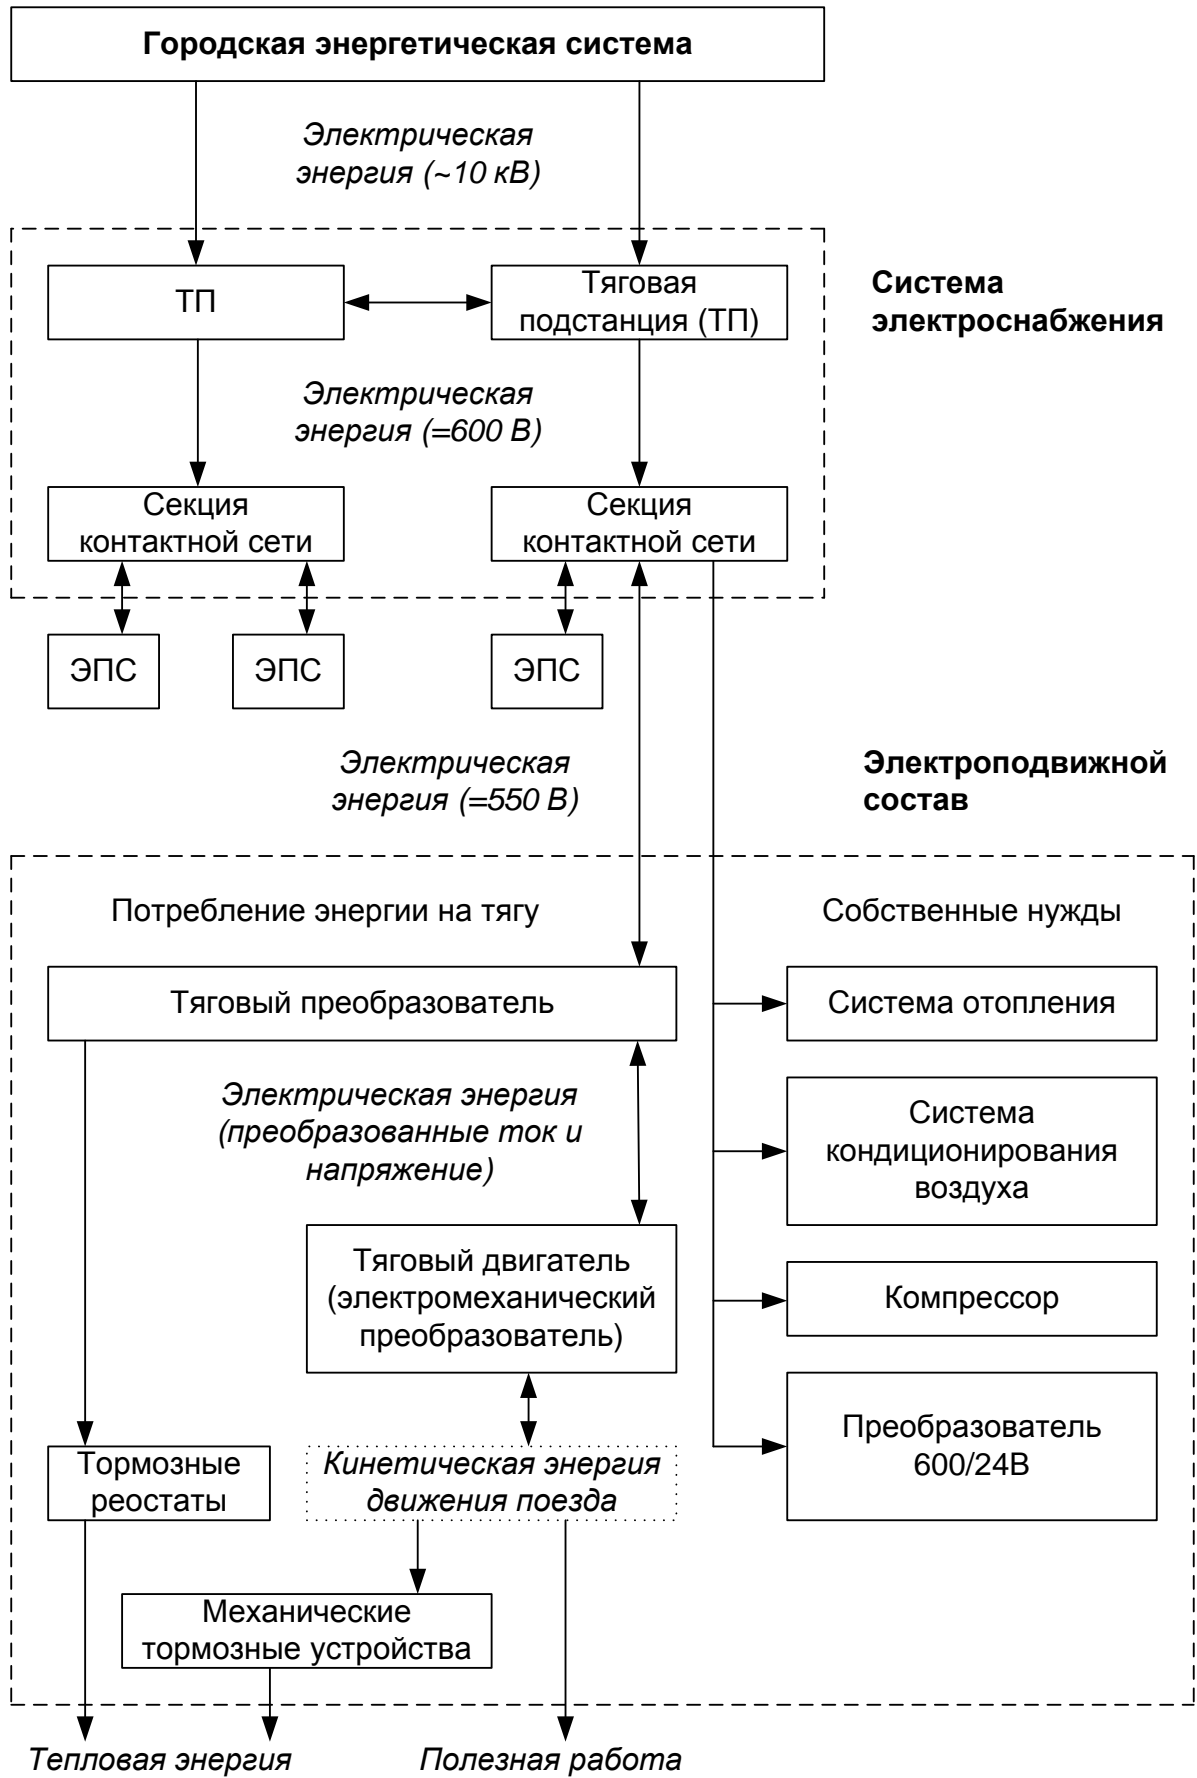 Городская энергетическая система
Электрическая
энергия (~10 кВ)
ТП
Тяговая
подстанция (ТП)
Система
электроснабжения
Электрическая
энергия (=600 В)
Секция
контактной сети
Секция
контактной сети
ЭПС
ЭПС
ЭПС
Электрическая
энергия (=550 В)
Электроподвижной
состав
Потребление энергии на тягу
Собственные нужды
Тяговый преобразователь
Система отопления
Электрическая энергия
(преобразованные ток и
напряжение)
Система
кондиционирования
воздуха
Тяговый двигатель
(электромеханический
преобразователь)
Компрессор
Преобразователь
600/24В
Тормозные
реостаты
Кинетическая энергия
движения поезда
Механические
тормозные устройства
Тепловая энергия
Полезная работа